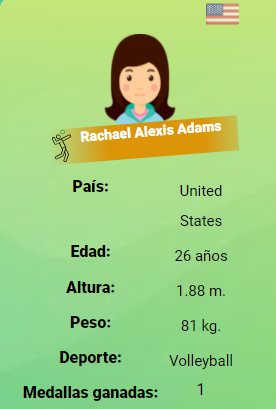 Rachael Alexis Adams
País: United
States
Edad: 26 años
Altura: 1.88 m.
Peso: 81 kg.
Deporte: Volleyball
Medallas ganadas: 1